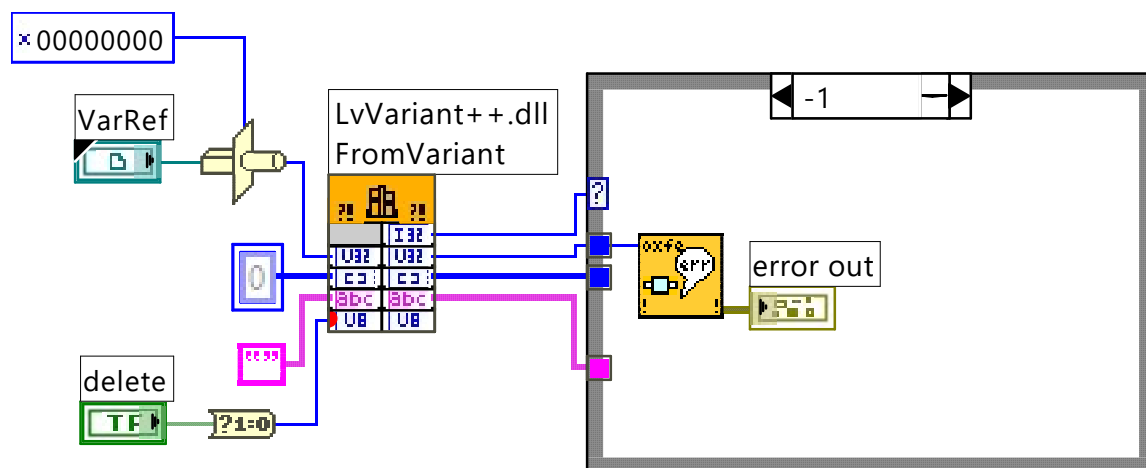 ×00000000
VarRef
LvVariant++.dll
FromVariant
-1
?!
?!
I32
U32
U32
abc
abc
U8
U8
0
?
0xfc
err
error out
delete
TF
?1:0